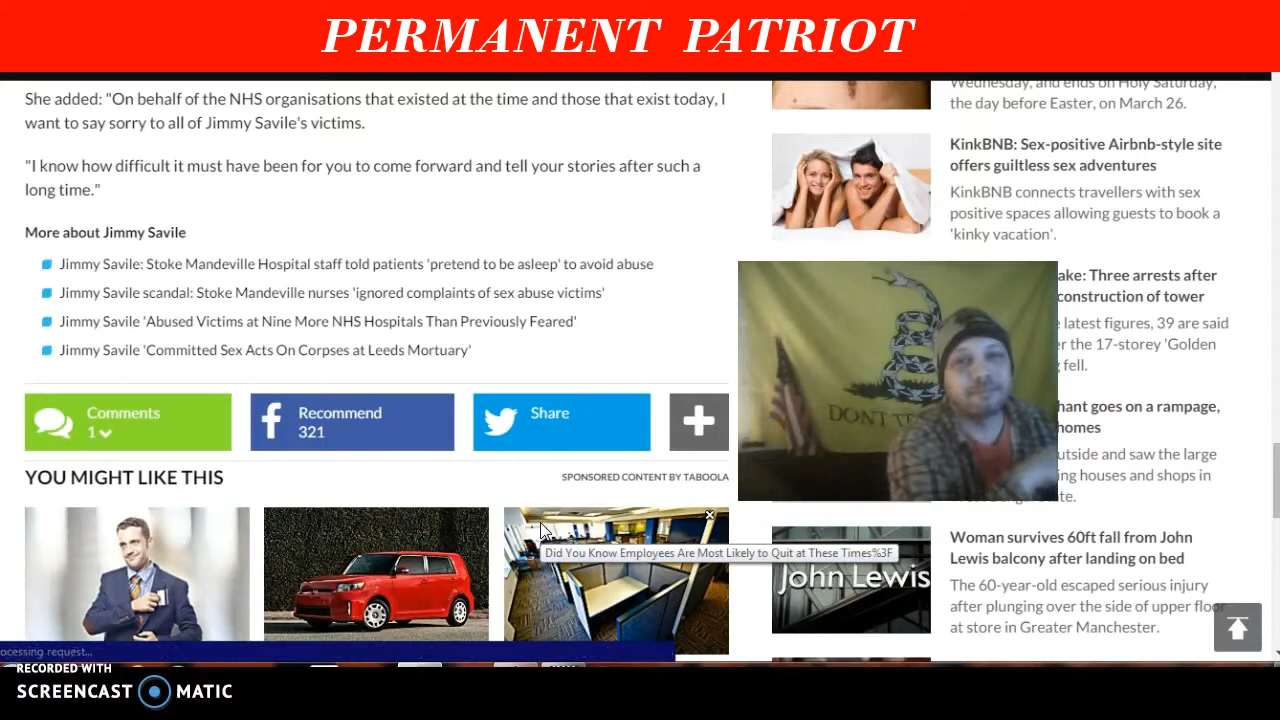 PERMANENT PATRIOT
She added: "On behalf of the NHS organisations that existed at the time and those that exist today, I
want to say sorry to all of Jimmy Savile's victims.
"I know how difficult it must have been for you to come forward and tell your stories after such a
long time."
More about Jimmy Savile
Jimmy Savile: Stoke Mandeville Hospital staff told patients 'pretend to be asleep' to avoid abuse
Jimmy Savile scandal: Stoke Mandeville nurses 'ignored complaints of sex abuse victims'
Jimmy Savile 'Abused Victims at Nine More NHS Hospitals Than Previously Feared'
Jimmy Savile 'Committed Sex Acts On Corpses at Leeds Mortuary'
Comments
1
Recommend
321
Share
YOU MIGHT LIKE THIS
SPONSORED CONTENT BY TABOOLA
Did You Know Employees Are Most Likely to Quit at These Times%3F
Wednesday, and ends on Holy Saturday,
the day before Easter, on March 26.
KinkBNB: Sex-positive Airbnb-style site
offers guiltless sex adventures
KinkBNB connects travellers with sex
positive spaces allowing guests to book a
'kinky vacation'.
DONT
ake: Three arrests after
construction of tower
latest figures, 39 are said
the 17-storey 'Golden
fell.
hant goes on a rampage,
homes
utside and saw the large
ing houses and shops in
John Lewis
Woman survives 60ft fall from John
Lewis balcony after landing on bed
The 60-year-old escaped serious injury
after plunging over the side of upper floor
at store in Greater Manchester.
ocessing request...
RECORDED WITH
SCREENCAST MATIC